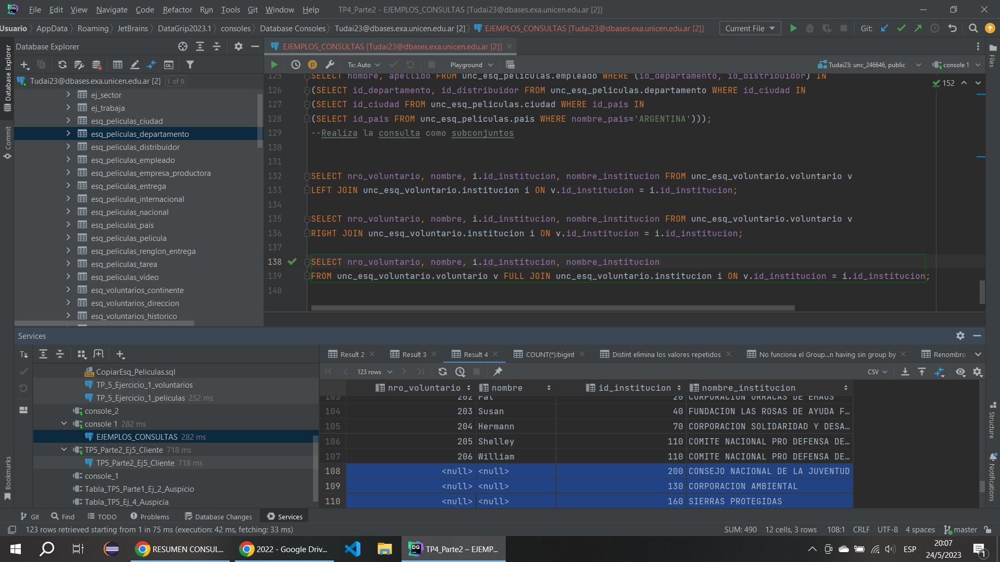 File Edit View Navigate Code Refactor Run Tools Git Window Help TP4_Parte2 - EJEMPLOS_CONSULTAS [Tudai23@dbases.exa.unicen.edu.ar [2]]
Usuario AppData Roaming JetBrains DataGrip2023.1 consoles Database Consoles Tudai23@dbases.exa.unicen.edu.ar [2] EJEMPLOS_CONSULTAS [Tudai23@dbases.exa.unicen.edu.ar [2]] Current File Git:
Database Explorer
EJEMPLOS_CONSULTAS [Tudai23@dbases.exa.unicen.edu.ar [2]]
Tx: Auto Playground Tudai23: unc_246646, public console 1
Tudai23@dbases.exa.unicen.edu.ar [2] 1 of 8
ej_sector
ej_trabaja
esq_peliculas_ciudad
esq_peliculas_departamento
esq_peliculas_distribuidor
esq_peliculas_empleado
esq_peliculas_empresa_productora
esq_peliculas_entrega
esq_peliculas_internacional
esq_peliculas_nacional
esq_peliculas_pais
esq_peliculas_pelicula
esq_peliculas_renglon_entrega
esq_peliculas_tarea
esq_peliculas_video
esq_voluntarios_continente
esq_voluntarios_direccion
esq_voluntarios_historico
Database Explorer
Commit
Bookmarks
152
125 SELECT nombre, apellido FROM unc_esq_peliculas.empleado WHERE (id_departamento, id_distribuidor) IN
126 (SELECT id_departamento, id_distribuidor FROM unc_esq_peliculas.departamento WHERE id_ciudad IN
127 (SELECT id_ciudad FROM unc_esq_peliculas.ciudad WHERE id_pais IN
128 (SELECT id_pais FROM unc_esq_peliculas.pais WHERE nombre_pais='ARGENTINA')));
129 --Realiza la consulta como subconjuntos
130
131
132 SELECT nro_voluntario, nombre, i.id_institucion, nombre_institucion FROM unc_esq_voluntario.voluntario v
133 LEFT JOIN unc_esq_voluntario.institucion i ON v.id_institucion = i.id_institucion;
134
135 SELECT nro_voluntario, nombre, i.id_institucion, nombre_institucion FROM unc_esq_voluntario.voluntario v
136 RIGHT JOIN unc_esq_voluntario.institucion i ON v.id_institucion = i.id_institucion;
137
138 SELECT nro_voluntario, nombre, i.id_institucion, nombre_institucion
139 FROM unc_esq_voluntario.voluntario v FULL JOIN unc_esq_voluntario.institucion i ON v.id_institucion = i.id_institucion;
140
Files
Structure
Notifications
Services
Tx
CopiarEsq_Peliculas.sql
TP_5_Ejercicio_1_voluntarios
TP_5_Ejercicio_1_peliculas 252 ms
console_2
console 1 282 ms
EJEMPLOS_CONSULTAS 282 ms
TP5_Parte2_Ej5_Cliente 718 ms
TP5_Parte2_Ej5_Cliente 718 ms
console_1
Tabla_TP5_Parte1_Ej_2_Auspicio
Tabla_TP5_Ej_4_Auspicia
Result 2 Result 3 Result 4 COUNT(*):bigint Distint elimina los valores repetidos No funciona el Group...n having sin group by Renombro
123 rows CSV
nro_voluntario nombre id_institucion nombre_institucion
103 202 Pat 20 CORPORACION URRACAS DE EMAUS
104 203 Susan 40 FUNDACION LAS ROSAS DE AYUDA F…
105 204 Hermann 70 CORPORACION SOLIDARIDAD Y DESA…
106 205 Shelley 110 COMITE NACIONAL PRO DEFENSA DE…
107 206 William 110 COMITE NACIONAL PRO DEFENSA DE…
108 <null> <null> 200 CONSEJO NACIONAL DE LA JUVENTUD
109 <null> <null> 130 CORPORACION AMBIENTAL
110 <null> <null> 160 SIERRAS PROTEGIDAS
Git Find TODO Problems Database Changes Services
123 rows retrieved starting from 1 in 75 ms (execution: 42 ms, fetching: 33 ms) SUM: 490 12 cells, 3 rows 108:1 CRLF UTF-8 4 spaces master
RESUMEN CONSUL... 2022 - Google Driv... TP4_Parte2 – EJEMP... ESP 20:07
24/5/2023 1